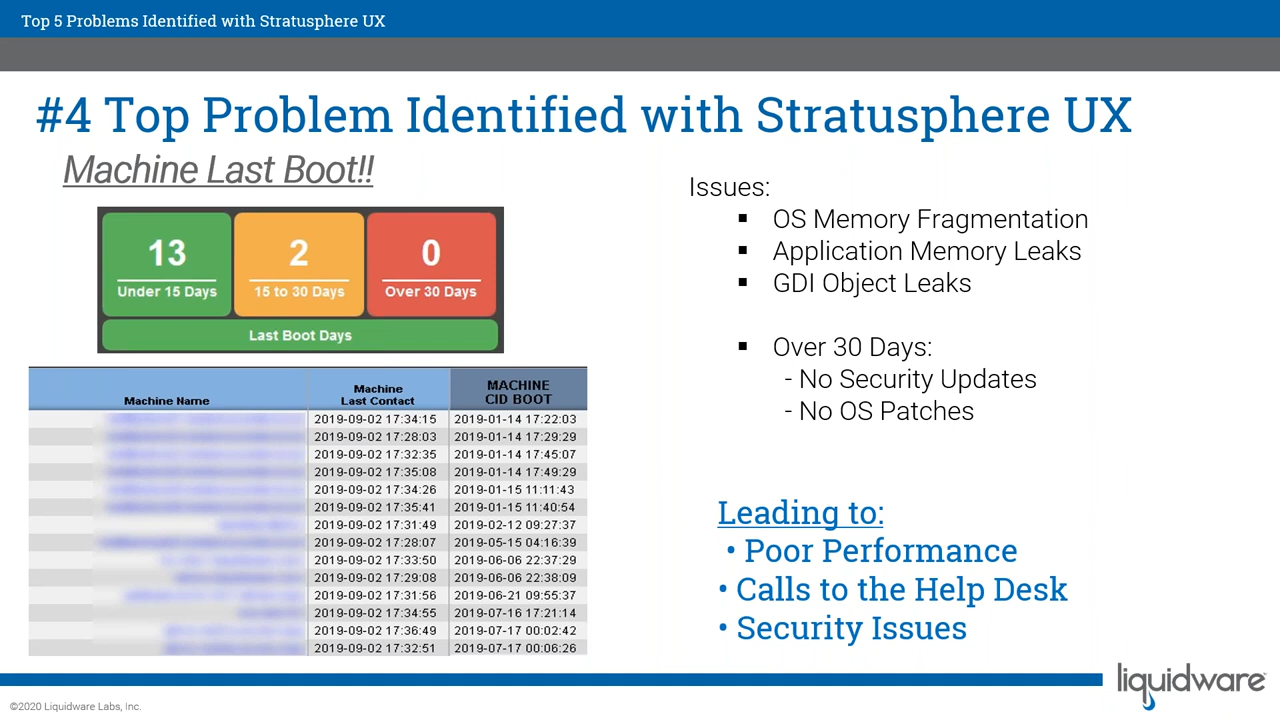 Top 5 Problems Identified with Stratusphere UX
#4 Top Problem Identified with Stratusphere UX
Machine Last Boot!!
13
Under 15 Days
2
15 to 30 Days
0
Over 30 Days
Last Boot Days
Machine Name
Machine
Last Contact
MACHINE
CID BOOT
2019-09-02 17:34:15 2019-01-14 17:22:03
2019-09-02 17:28:03 2019-01-14 17:29:29
2019-09-02 17:32:35 2019-01-14 17:45:07
2019-09-02 17:35:08 2019-01-14 17:49:29
2019-09-02 17:34:26 2019-01-15 11:11:43
2019-09-02 17:35:41 2019-01-15 11:40:54
2019-09-02 17:31:49 2019-02-12 09:27:37
2019-09-02 17:28:07 2019-05-15 04:16:39
2019-09-02 17:33:50 2019-06-06 22:37:29
2019-09-02 17:29:08 2019-06-06 22:38:09
2019-09-02 17:31:56 2019-06-21 09:55:37
2019-09-02 17:34:55 2019-07-16 17:21:14
2019-09-02 17:36:49 2019-07-17 00:02:42
2019-09-02 17:32:51 2019-07-17 00:06:26
Issues:
▪ OS Memory Fragmentation
▪ Application Memory Leaks
▪ GDI Object Leaks
▪ Over 30 Days:
- No Security Updates
- No OS Patches
Leading to:
• Poor Performance
• Calls to the Help Desk
• Security Issues
liquidware
©2020 Liquidware Labs, Inc.